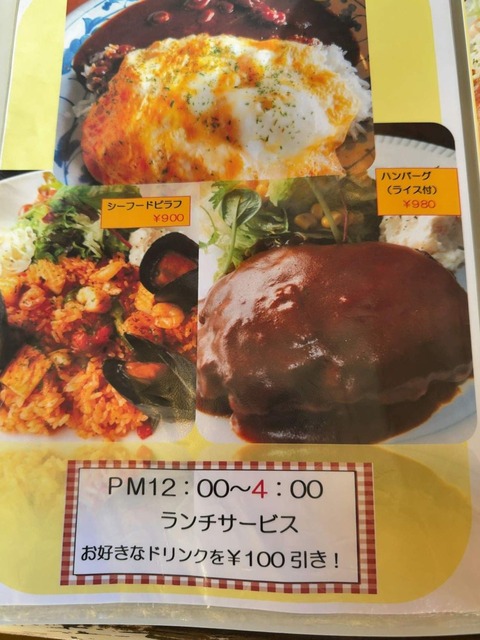 ハンバーグ
(ライス付)
¥980
シーフードピラフ
¥900
PM12：00～4：00
ランチサービス
お好きなドリンクを¥100引き！